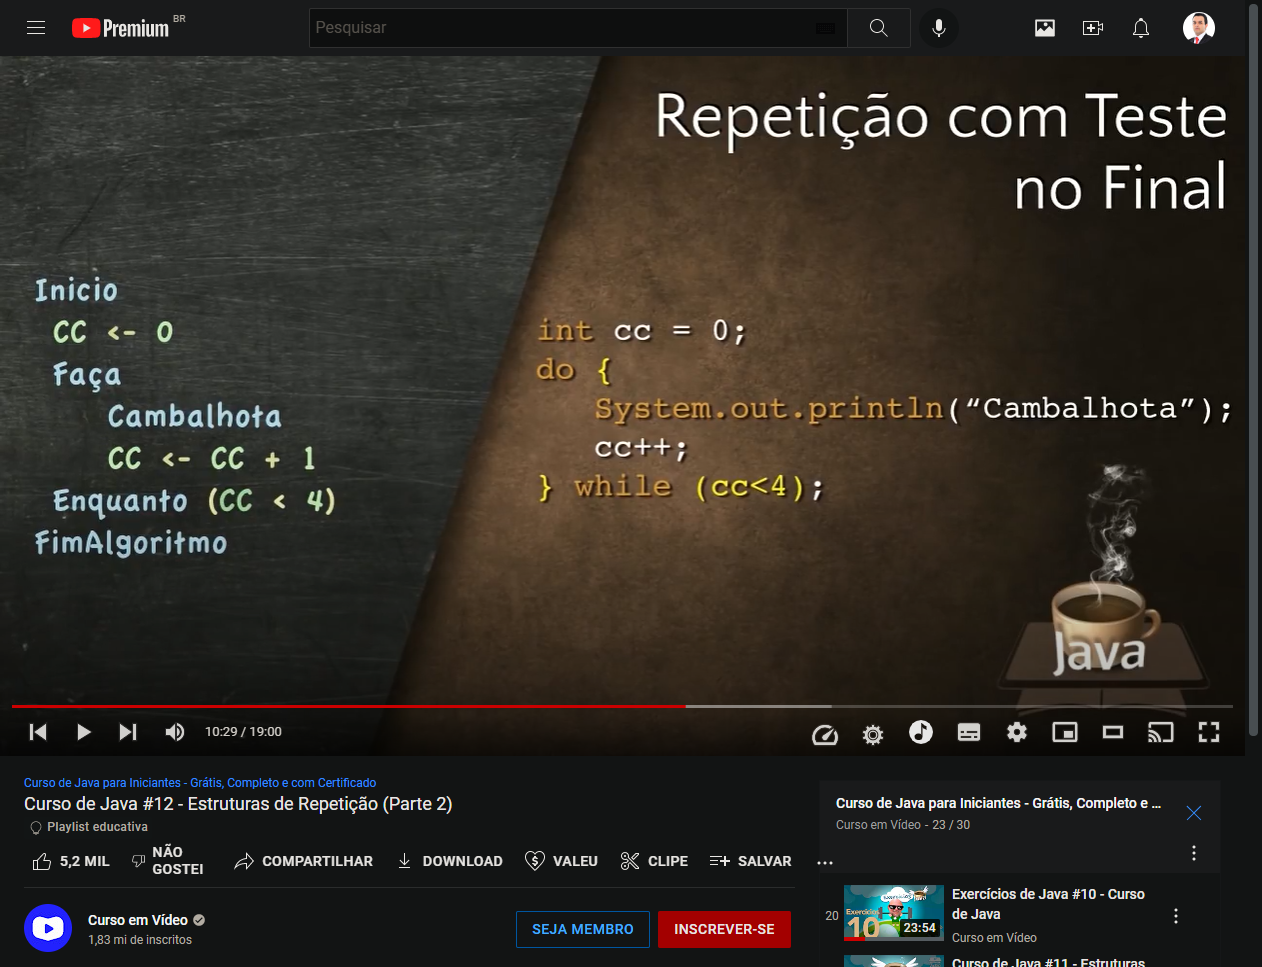 Premium BR
Pesquisar
Repetição com Teste
no Final
Inicio
CC <- 0
Faça
Cambalhota
CC <- CC + 1
Enquanto (CC < 4)
FimAlgoritmo
int cc = 0;
do {
System.out.println(“Cambalhota”);
cc++;
} while (cc<4);
Java
10:29 / 19:00
Curso de Java para Iniciantes - Grátis, Completo e com Certificado
Curso de Java #12 - Estruturas de Repetição (Parte 2)
Playlist educativa
5,2 MIL
NÃO
GOSTEI
COMPARTILHAR
DOWNLOAD
VALEU
CLIPE
SALVAR
Curso em Vídeo
1,83 mi de inscritos
SEJA MEMBRO
INSCREVER-SE
Curso de Java para Iniciantes - Grátis, Completo e ...
Curso em Vídeo - 23 / 30
20
Exercícios
10
23:54
Exercícios de Java #10 - Curso
de Java
Curso em Vídeo
Curso de Java #11 - Estruturas